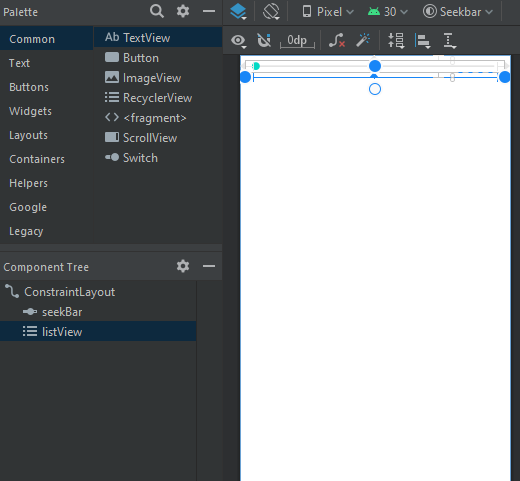 Palette
Pixel 30 Seekbar
Common
Ab TextView
0dp
Text
Button
Buttons
ImageView
Widgets
RecyclerView
Layouts
<fragment>
Containers
ScrollView
Helpers
Switch
Google
Legacy
Component Tree
ConstraintLayout
seekBar
listView